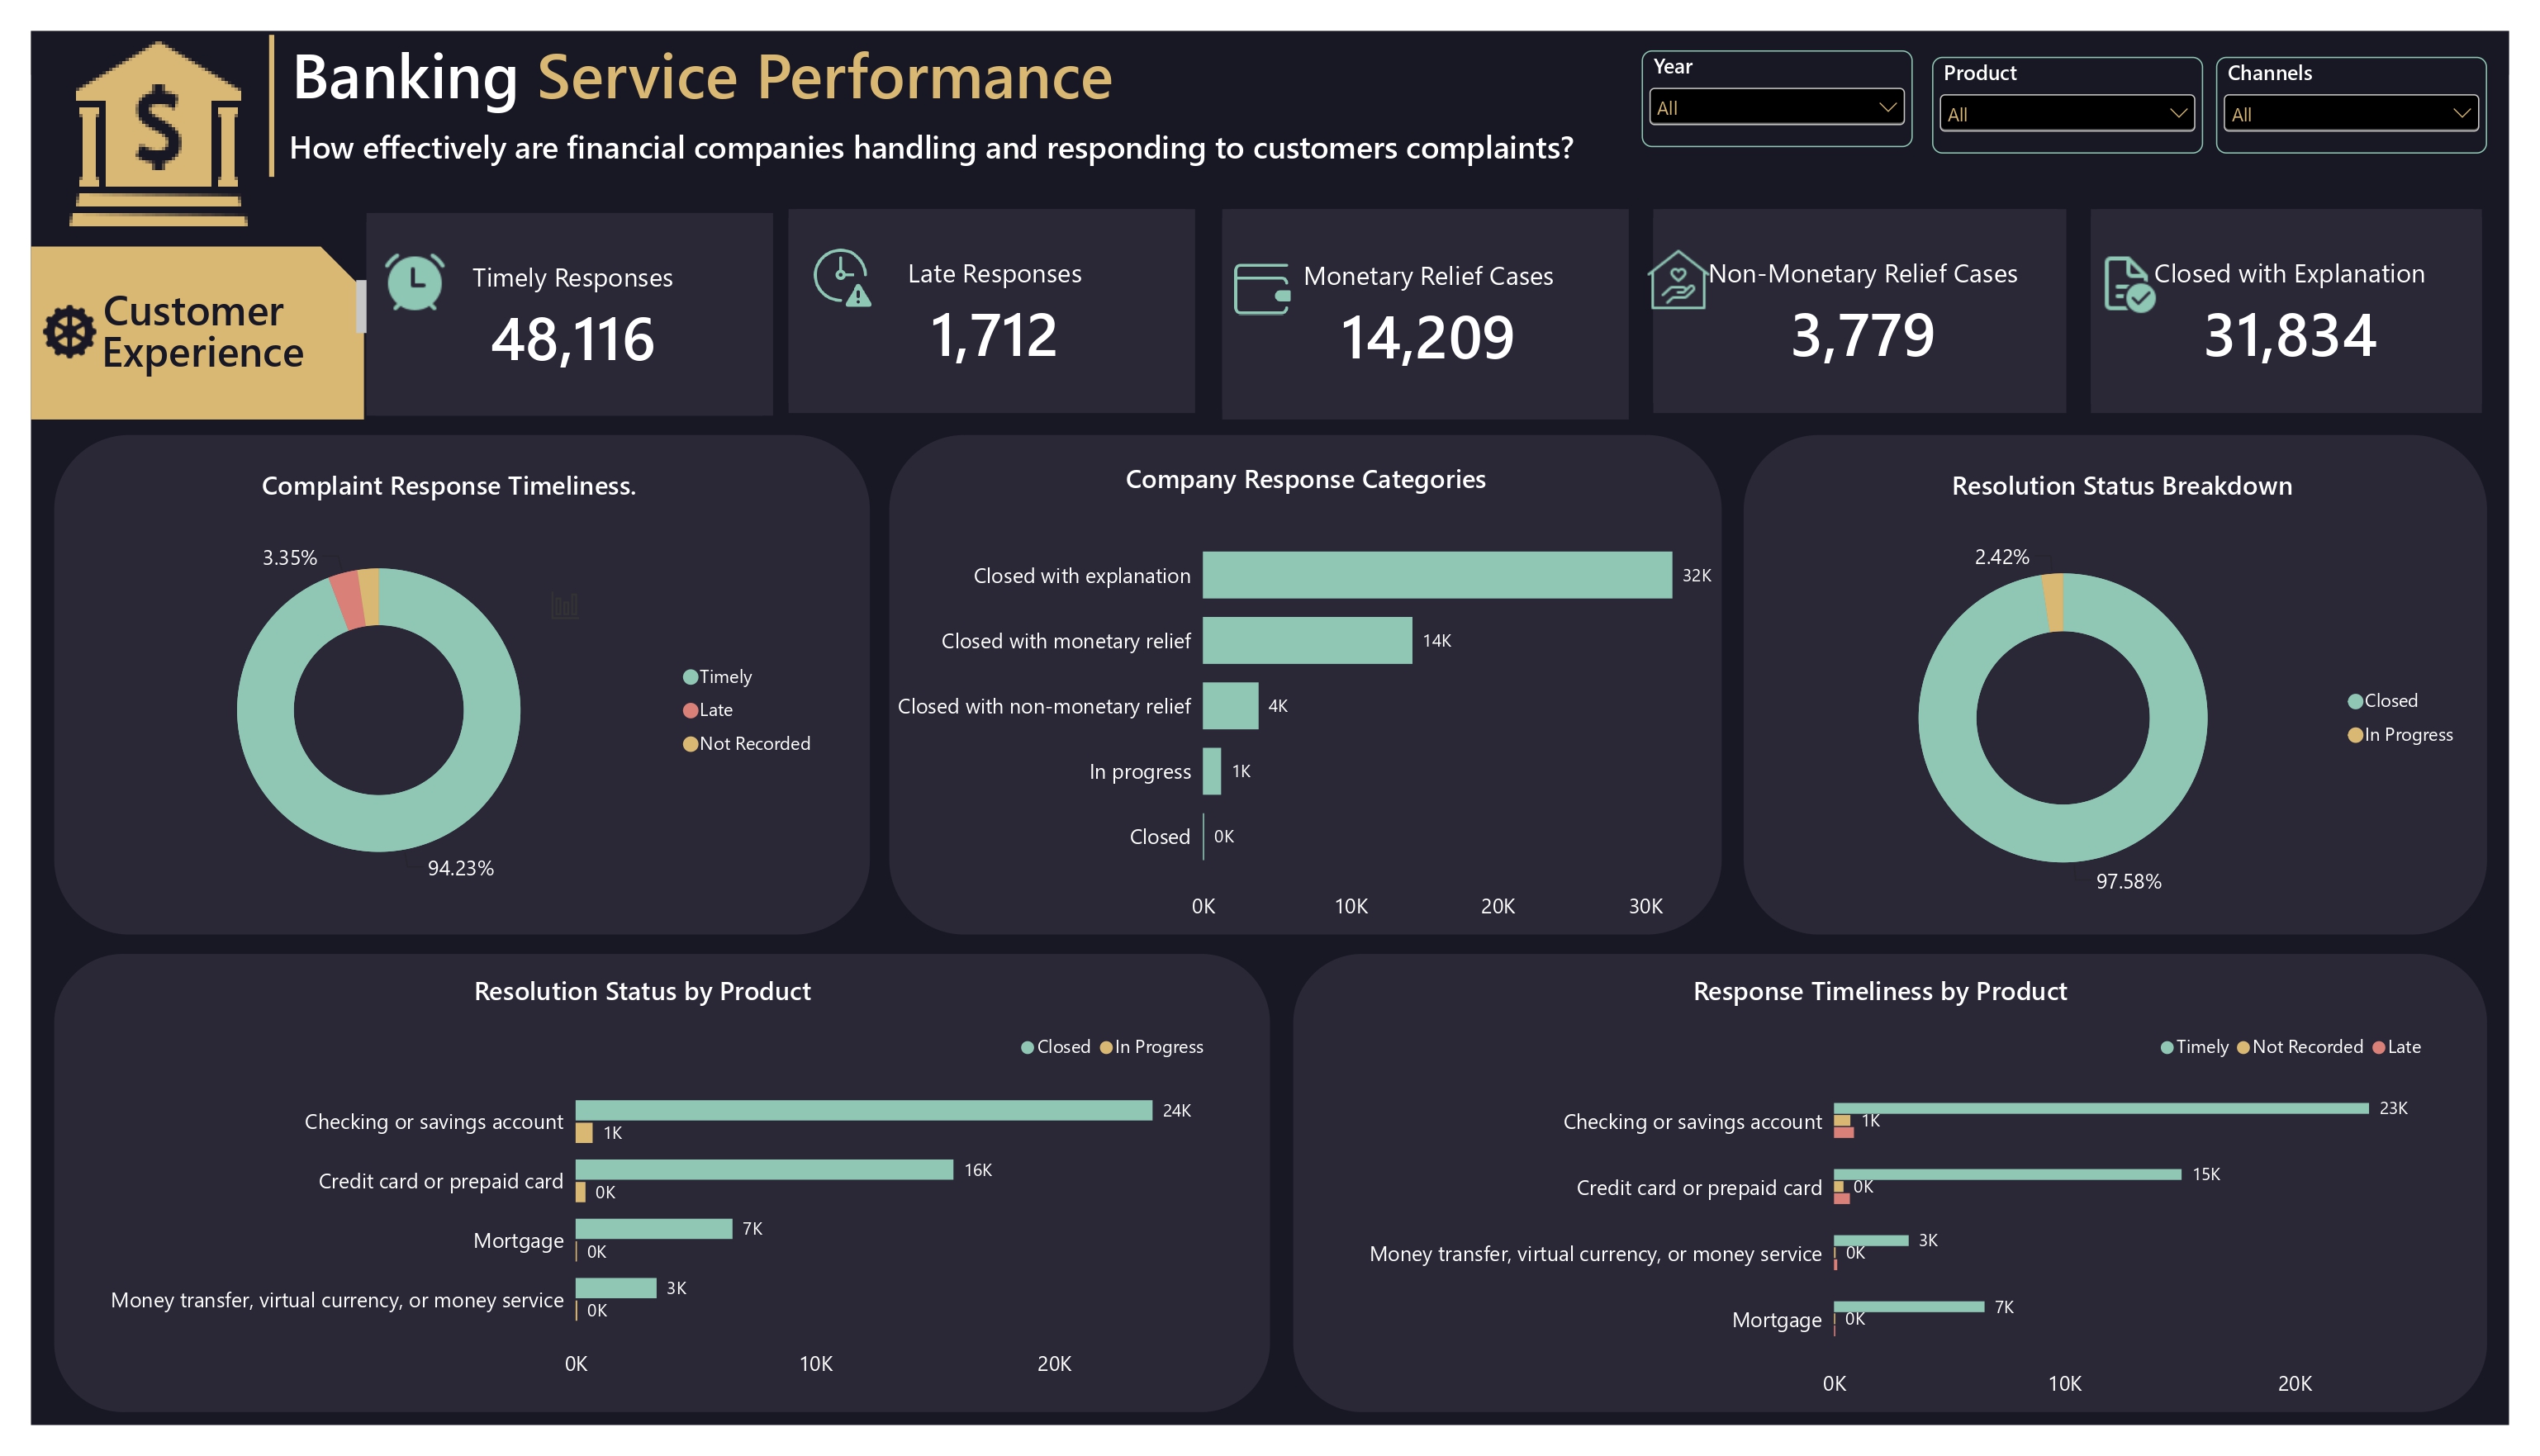 Banking Service Performance
How effectively are financial companies handling and responding to customers complaints?
Year
All
Product
All
Channels
All
Customer
Experience
Timely Responses
48,116
Late Responses
1,712
Monetary Relief Cases
14,209
Non-Monetary Relief Cases
3,779
Closed with Explanation
31,834
Complaint Response Timeliness.
3.35%
94.23%
Timely
Late
Not Recorded
Company Response Categories
Closed with explanation 32K
Closed with monetary relief 14K
Closed with non-monetary relief 4K
In progress 1K
Closed 0K
0K 10K 20K 30K
Resolution Status Breakdown
2.42%
97.58%
Closed
In Progress
Resolution Status by Product
Closed In Progress
Checking or savings account 24K
1K
Credit card or prepaid card 16K
0K
Mortgage 7K
0K
Money transfer, virtual currency, or money service 3K
0K
0K 10K 20K
Response Timeliness by Product
Timely Not Recorded Late
Checking or savings account 23K
1K
Credit card or prepaid card 15K
0K
Money transfer, virtual currency, or money service 3K
0K
Mortgage 7K
0K
0K 10K 20K